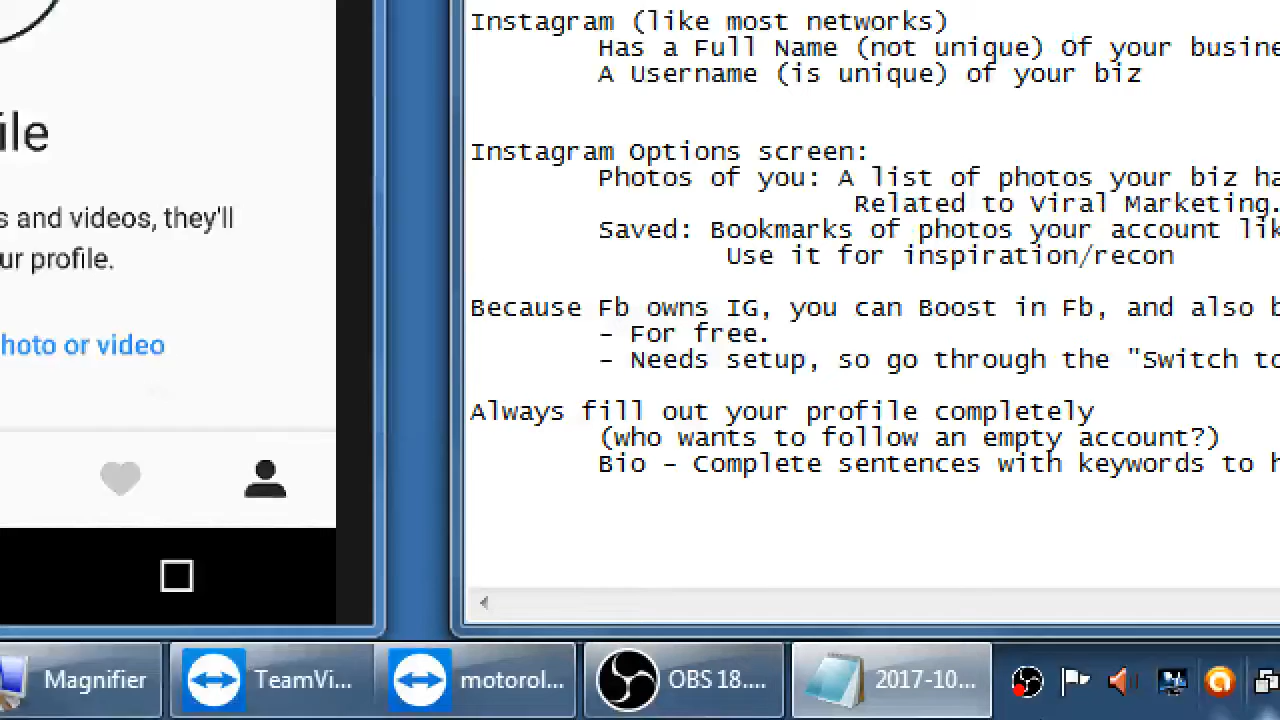 ile
s and videos, they'll
ur profile.
hoto or video
Instagram (like most networks)
Has a Full Name (not unique) Of your busine
A Username (is unique) of your biz
Instagram Options screen:
Photos of you: A list of photos your biz ha
Related to Viral Marketing.
Saved: Bookmarks of photos your account lik
Use it for inspiration/recon
Because Fb owns IG, you can Boost in Fb, and also b
- For free.
- Needs setup, so go through the "Switch to
Always fill out your profile completely
(who wants to follow an empty account?)
Bio - Complete sentences with keywords to h
Magnifier
TeamVi...
motorol...
OBS 18....
2017-10...